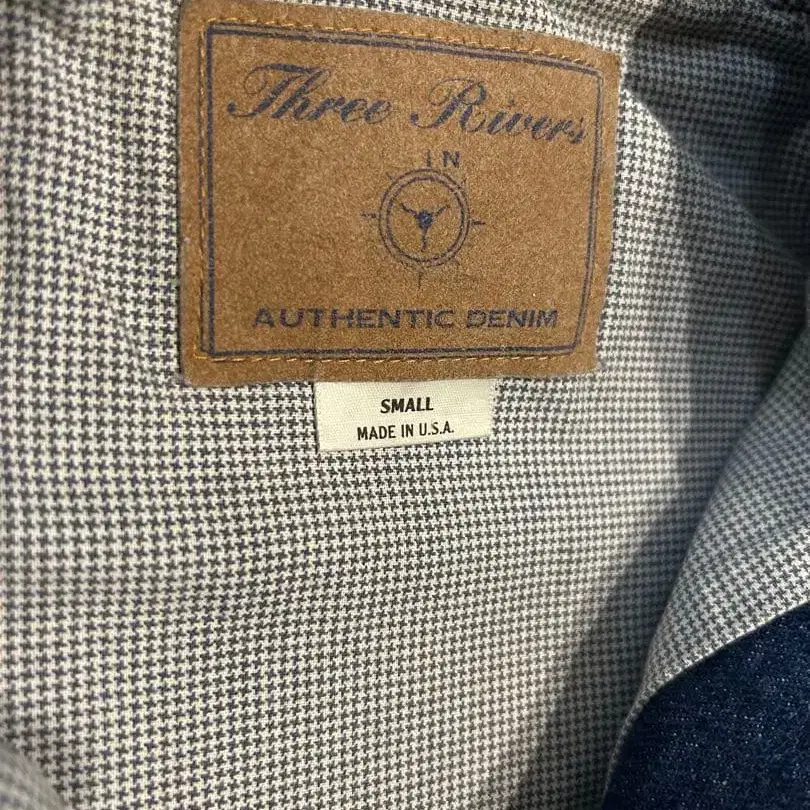 Three Rivers
IN
AUTHENTIC DENIM
SMALL
MADE IN U.S.A.